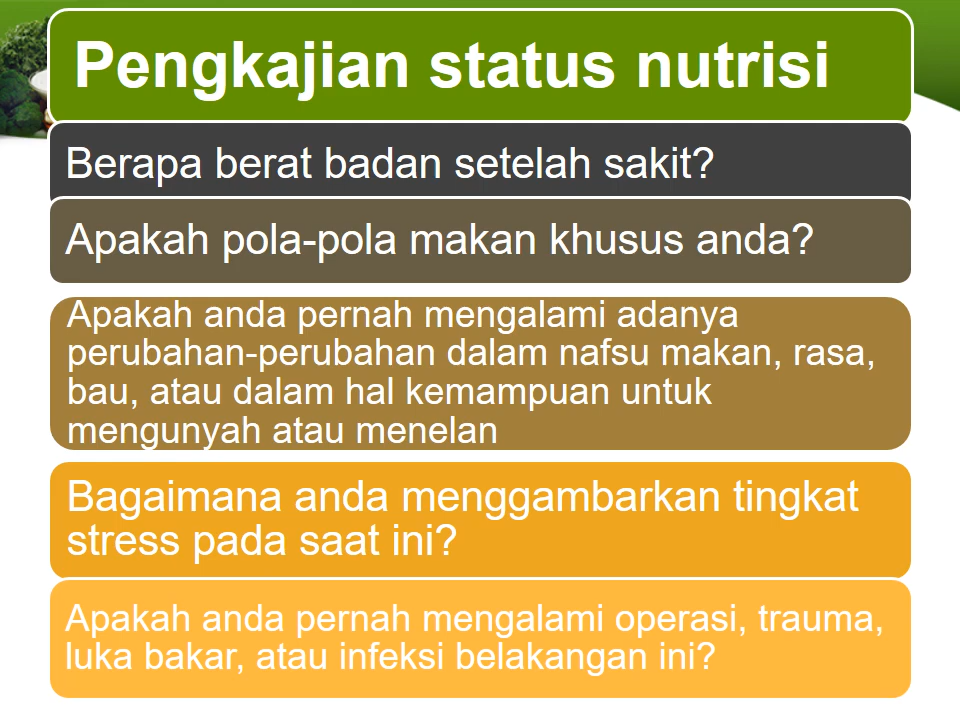 Pengkajian status nutrisi
Berapa berat badan setelah sakit?
Apakah pola-pola makan khusus anda?
Apakah anda pernah mengalami adanya
perubahan-perubahan dalam nafsu makan, rasa,
bau, atau dalam hal kemampuan untuk
mengunyah atau menelan
Bagaimana anda menggambarkan tingkat
stress pada saat ini?
Apakah anda pernah mengalami operasi, trauma,
luka bakar, atau infeksi belakangan ini?